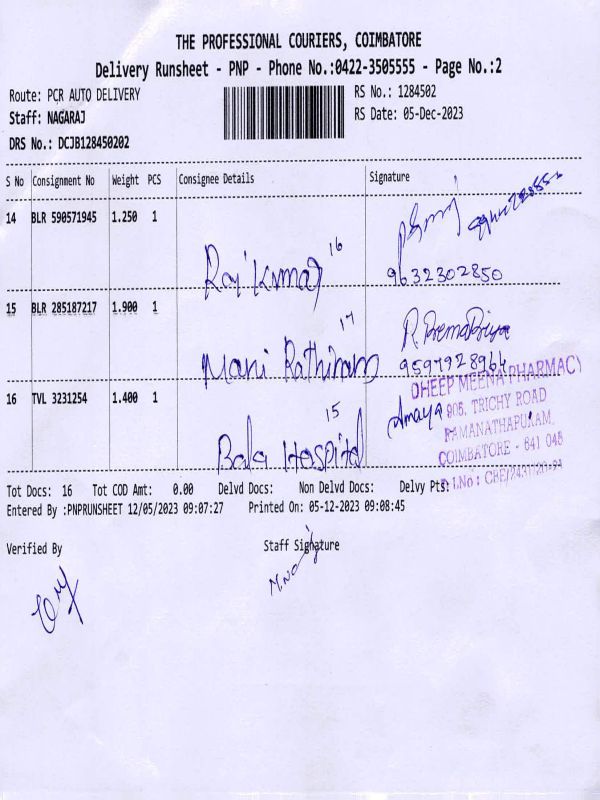 THE PROFESSIONAL COURIERS, COIMBATORE
Delivery Runsheet - PNP - Phone No.:0422-3505555 - Page No.:2
Route: PCR AUTO DELIVERY
RS No.: 1284502
Staff: NAGARAJ
RS Date: 05-Dec-2023
DRS No.: DCJB128450202
S No Consignment No Weight PCS Consignee Details Signature
14 BLR 590571945 1.250 1
16
Raj Kumar
9632302850
15 BLR 285187217 1.900 1
17
R. PremaPriya
Mani Rathinam
9597928966
16 TVL 3231254 1.400 1
15
Amaya
Bala Hospital
DHEEP MEENA PHARMACY
906, TRICHY ROAD
RAMANATHAPURAM,
COIMBATORE - 641 045
Tot Docs: 16 Tot COD Amt: 0.00 Delvd Docs: Non Delvd Docs: Delvy Pts:
Entered By :PNPRUNSHEET 12/05/2023 09:07:27 Printed On: 05-12-2023 09:08:45
Verified By Staff Signature